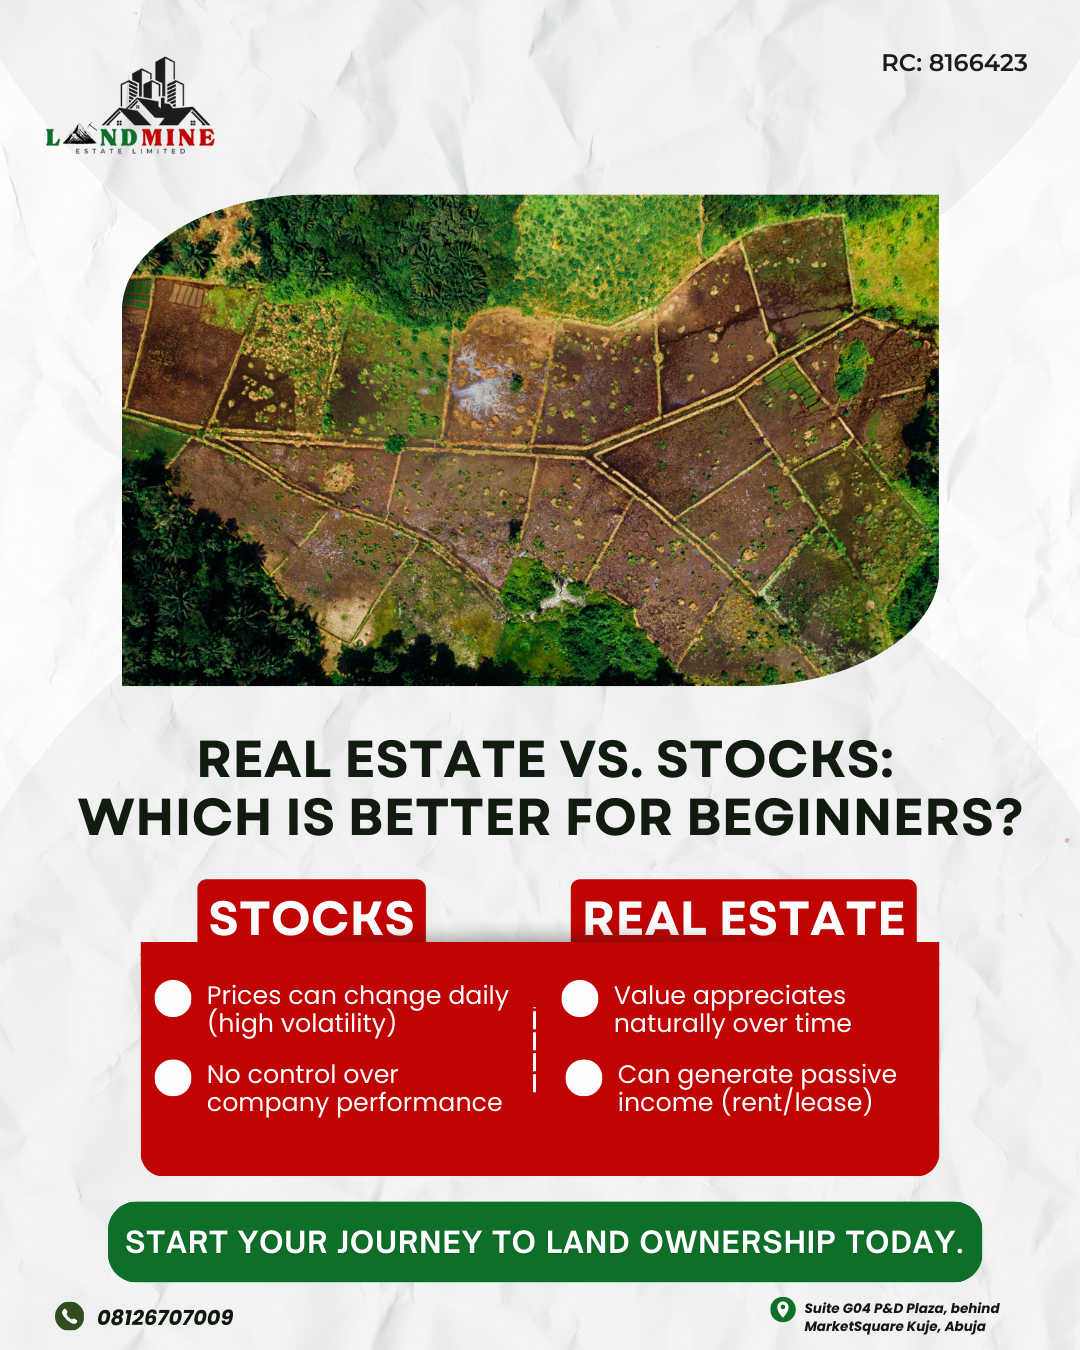 RC: 8166423
LANDMINE
ESTATE LIMITED
REAL ESTATE VS. STOCKS:
WHICH IS BETTER FOR BEGINNERS?
STOCKS
Prices can change daily
(high volatility)
No control over
company performance
REAL ESTATE
Value appreciates
naturally over time
Can generate passive
income (rent/lease)
START YOUR JOURNEY TO LAND OWNERSHIP TODAY.
08126707009
Suite G04 P&D Plaza, behind
MarketSquare Kuje, Abuja